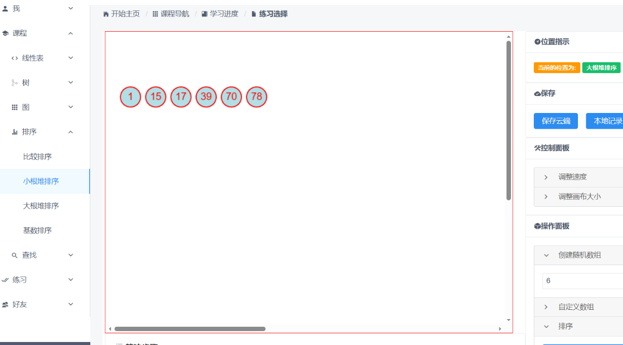 我
课程
线性表
树
图
排序
比较排序
小根堆排序
大根堆排序
基数排序
查找
练习
好友
开始主页 / 课程导航 / 学习进度 / 练习选择
1 15 17 39 70 78
位置指示
当前的位置为: 大根堆排序
保存
保存云端 本地记录
控制面板
调整速度
调整画布大小
操作面板
创建随机数组
6
自定义数组
排序